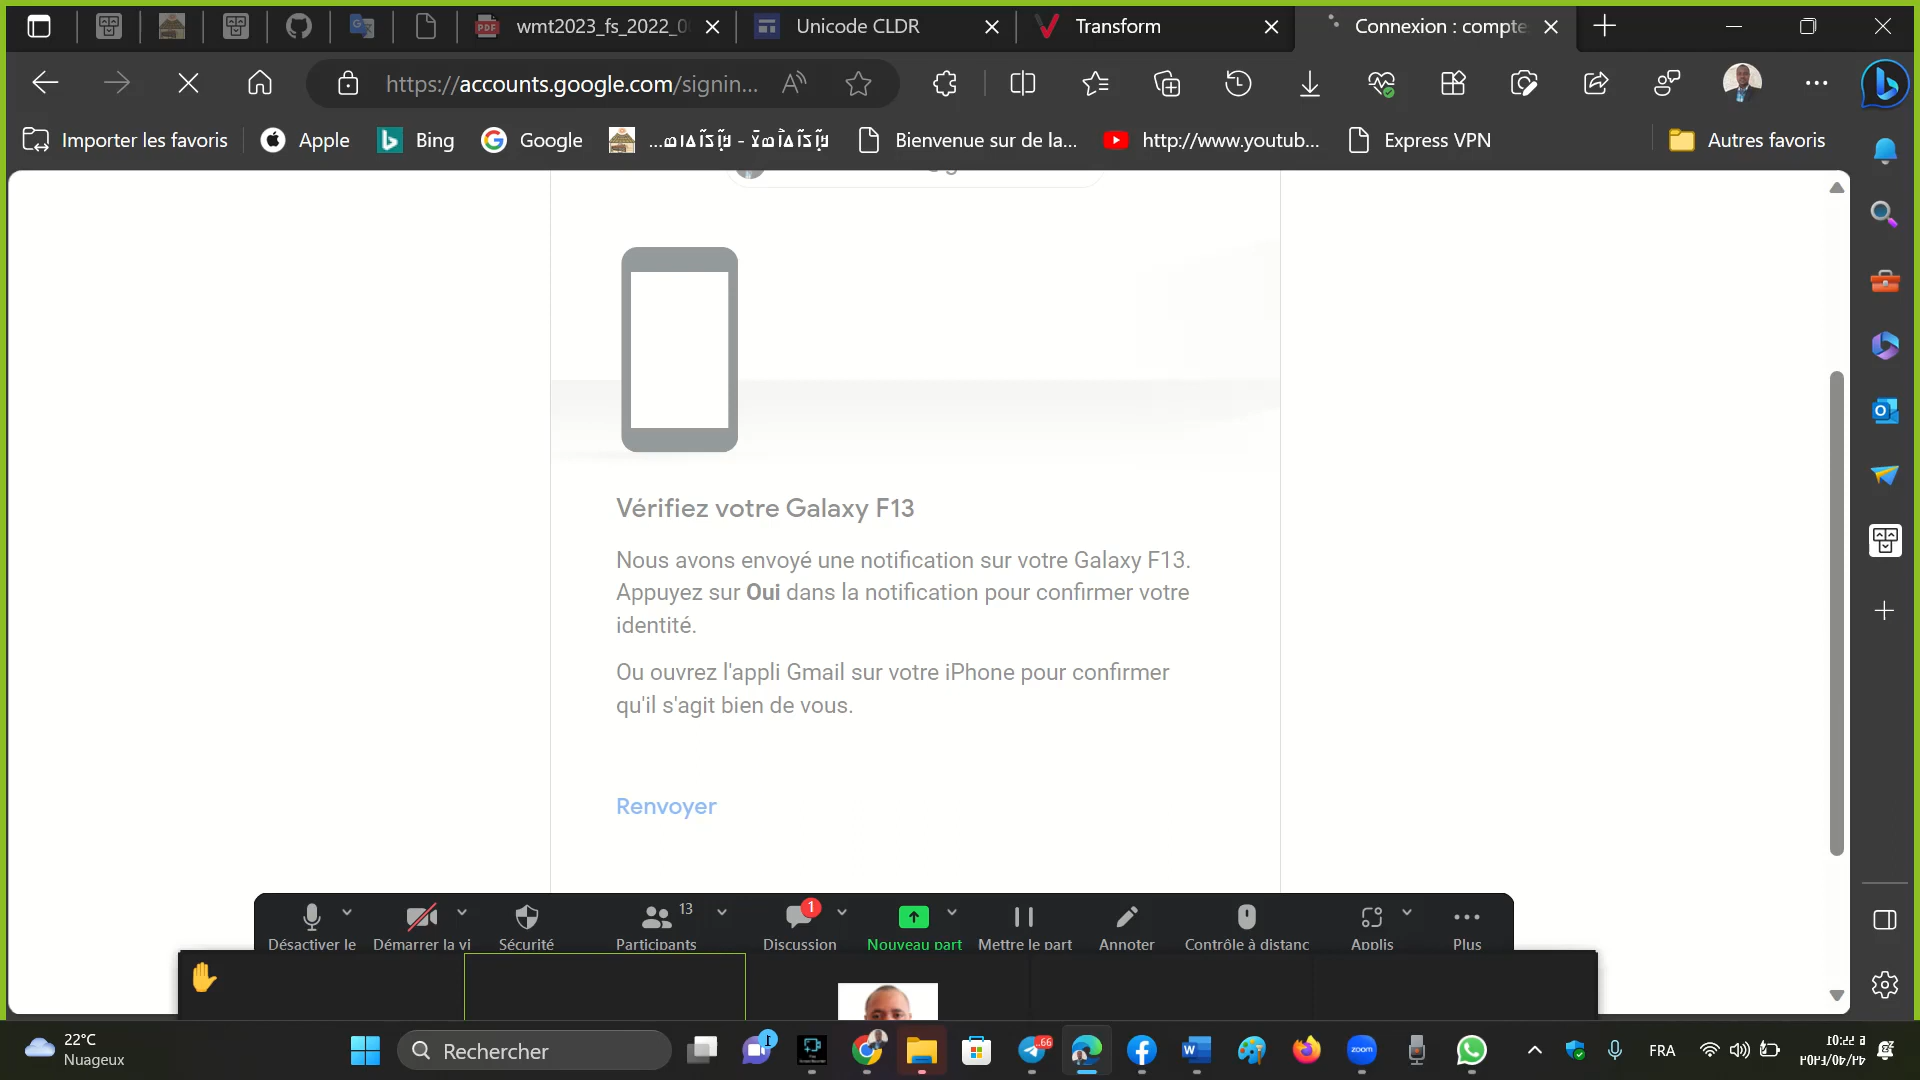 wmt2023_fs_2022_0
Unicode CLDR
Transform
Connexion : compte
https://accounts.google.com/signin...
Importer les favoris
Apple
Bing
Google
Bienvenue sur de la...
http://www.youtub...
Express VPN
Autres favoris
Vérifiez votre Galaxy F13
Nous avons envoyé une notification sur votre Galaxy F13.
Appuyez sur Oui dans la notification pour confirmer votre
identité.
Ou ouvrez l'appli Gmail sur votre iPhone pour confirmer
qu'il s'agit bien de vous.
Renvoyer
13
1
Désactiver le
Démarrer la vi
Sécurité
Participants
Discussion
Nouveau part
Mettre le part
Annoter
Contrôle à distanc
Applis
Plus
22°C
Nuageux
Rechercher
.66
zoom
FRA